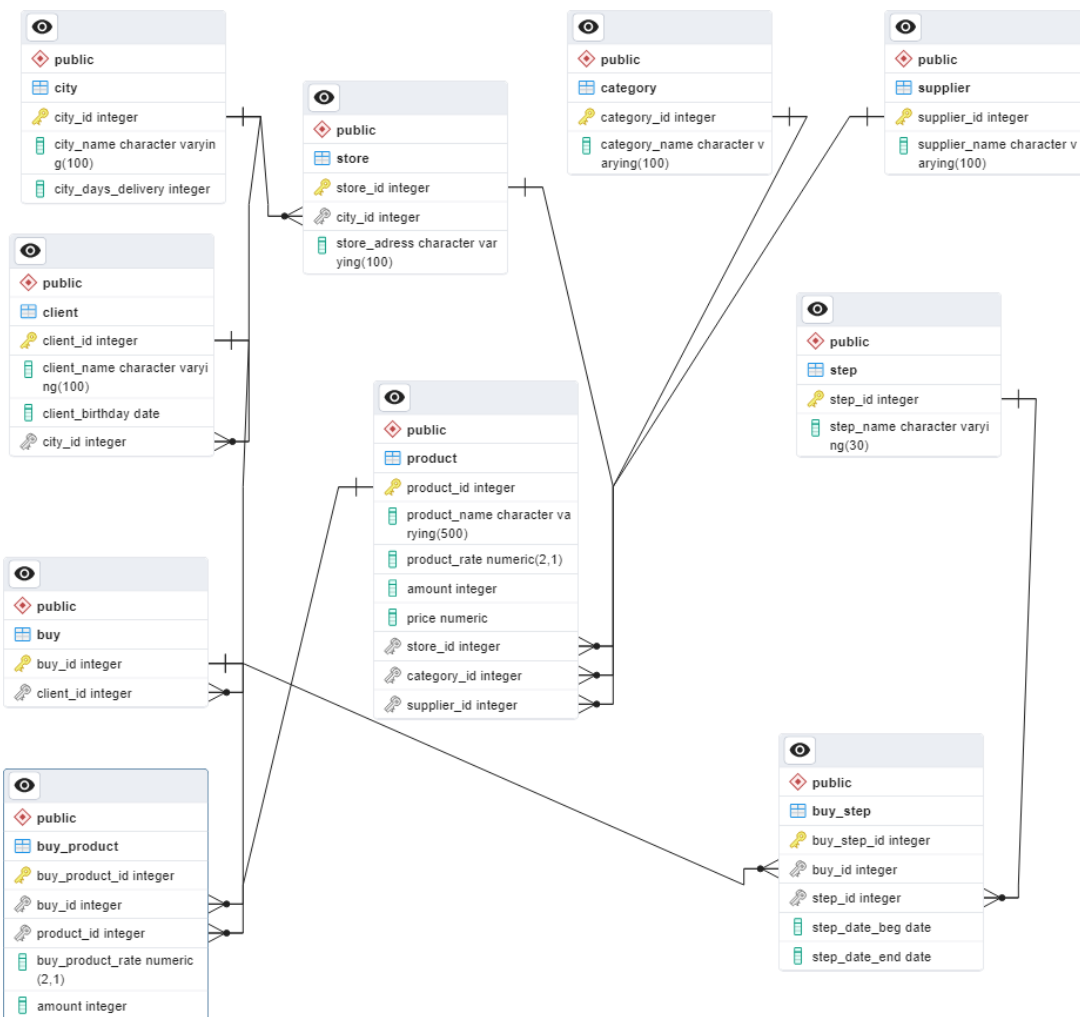 public
city
city_id integer
city_name character varyin
g(100)
city_days_delivery integer
public
store
store_id integer
city_id integer
store_adress character var
ying(100)
public
category
category_id integer
category_name character v
arying(100)
public
supplier
supplier_id integer
supplier_name character v
arying(100)
public
client
client_id integer
client_name character varyi
ng(100)
client_birthday date
city_id integer
public
step
step_id integer
step_name character varyi
ng(30)
public
product
product_id integer
product_name character va
rying(500)
product_rate numeric(2,1)
amount integer
price numeric
store_id integer
category_id integer
supplier_id integer
public
buy
buy_id integer
client_id integer
public
buy_step
buy_step_id integer
buy_id integer
step_id integer
step_date_beg date
step_date_end date
public
buy_product
buy_product_id integer
buy_id integer
product_id integer
buy_product_rate numeric
(2,1)
amount integer